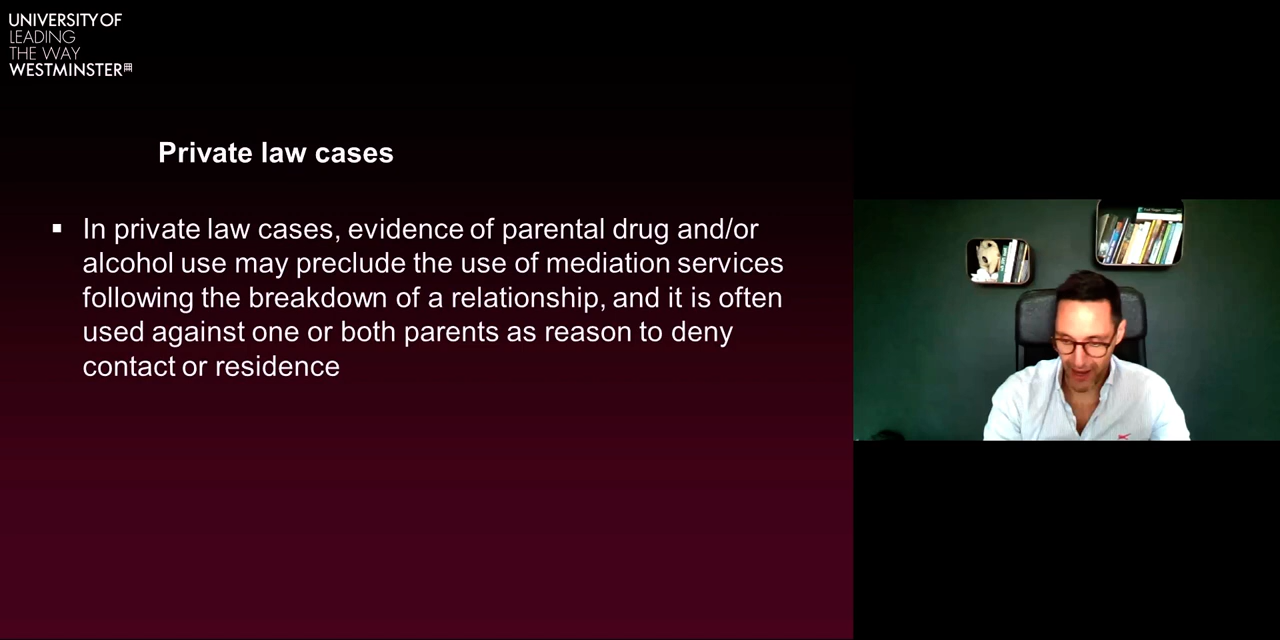 UNIVERSITY OF
LEADING
THE WAY
WESTMINSTER
Private law cases
▪ In private law cases, evidence of parental drug and/or
alcohol use may preclude the use of mediation services
following the breakdown of a relationship, and it is often
used against one or both parents as reason to deny
contact or residence